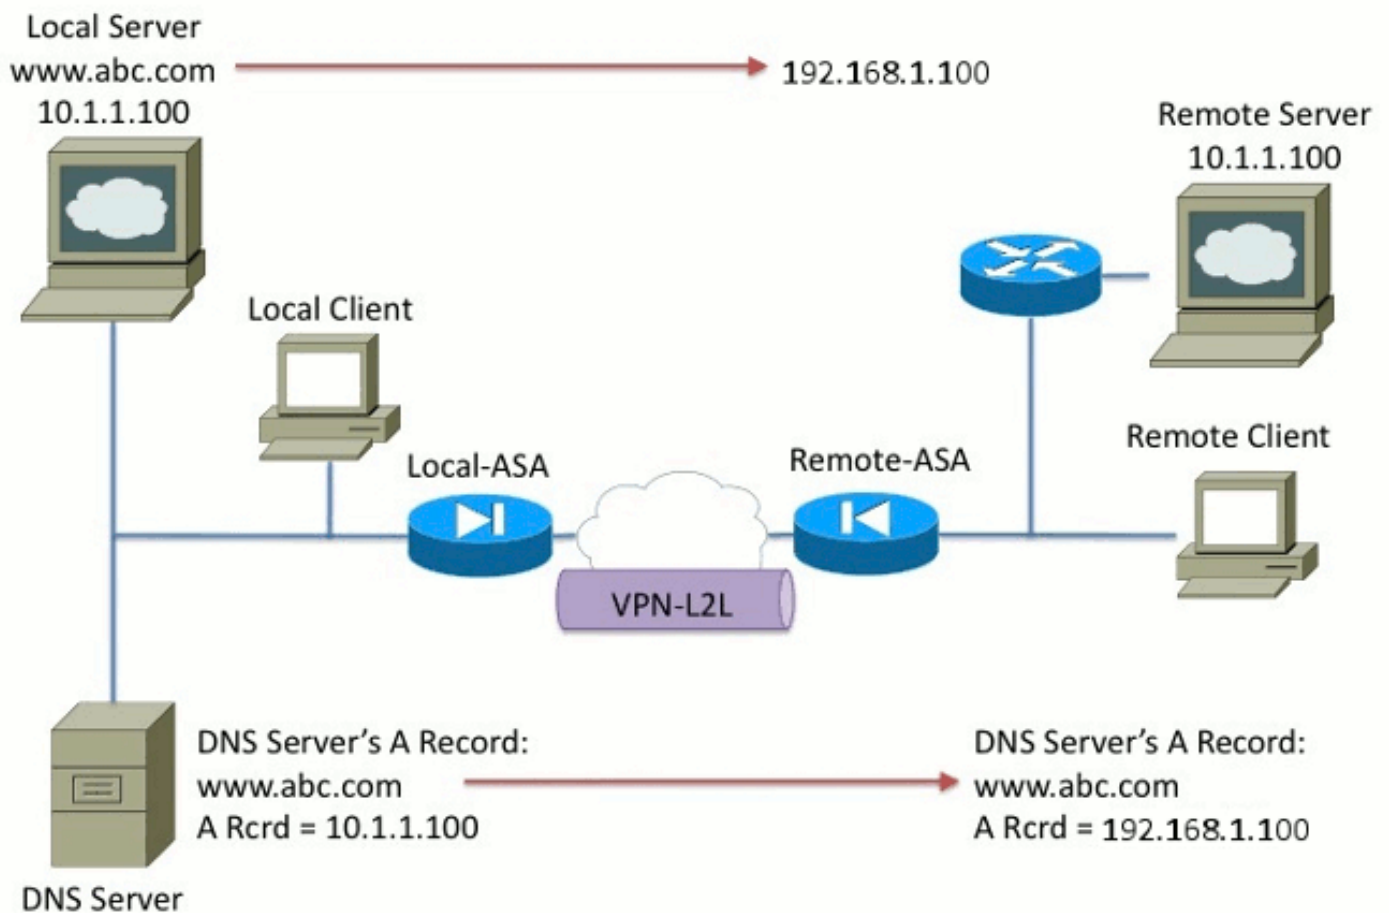 Local Server
www.abc.com
10.1.1.100
192.168.1.100
Remote Server
10.1.1.100
Local Client
Local-ASA
Remote-ASA
Remote Client
VPN-L2L
DNS Server’s A Record:
www.abc.com
A Rcrd = 10.1.1.100
DNS Server’s A Record:
www.abc.com
A Rcrd = 192.168.1.100
DNS Server